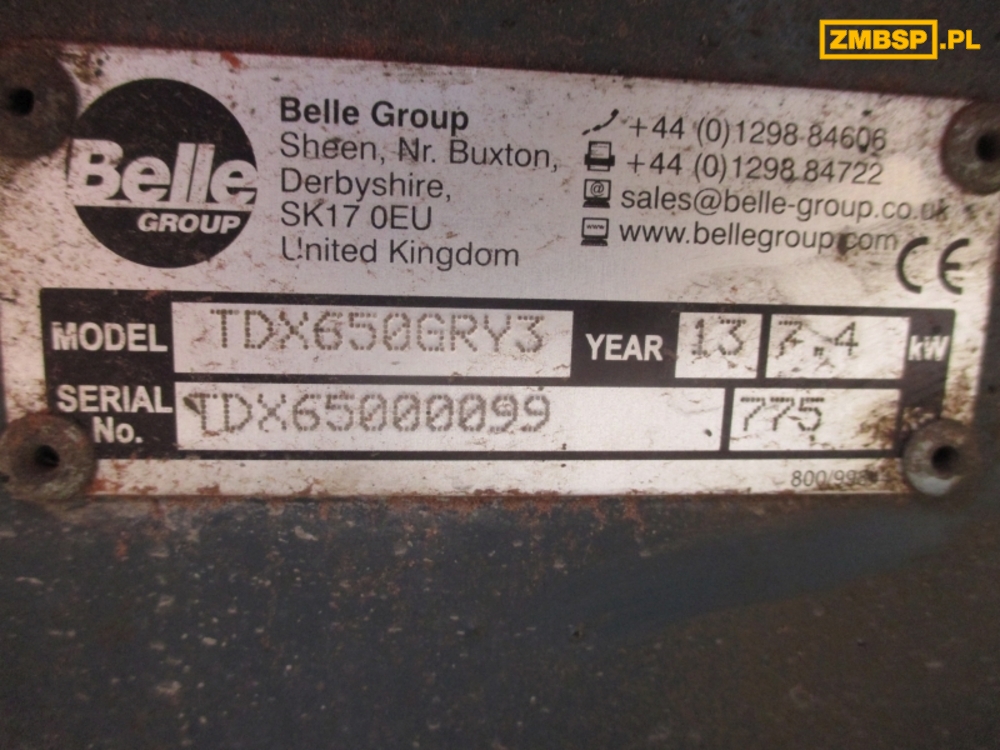 ZMBSP.PL
Belle
GROUP
Belle Group
Sheen, Nr. Buxton,
Derbyshire,
SK17 0EU
United Kingdom
+44 (0)1298 84606
+44 (0)1298 84722
sales@belle-group.co.uk
www.bellegroup.com
CE
MODEL TDX650GRY3 YEAR 13 7.4 kW
SERIAL No. TDX65000099 775